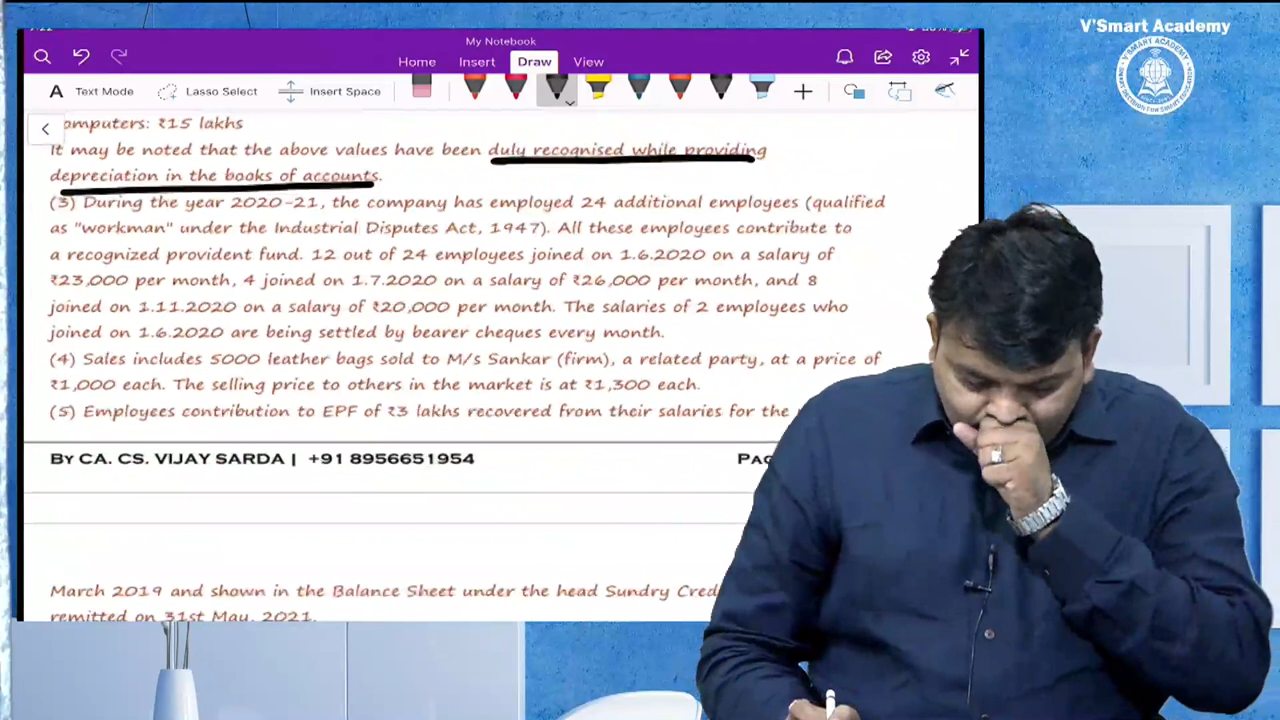 V'Smart Academy
My Notebook
Home Insert Draw View
Text Mode Lasso Select Insert Space
omputers: ₹15 lakhs
It may be noted that the above values have been duly recognised while providing
depreciation in the books of accounts.
(3) During the year 2020-21, the company has employed 24 additional employees (qualified
as "workman" under the Industrial Disputes Act, 1947). All these employees contribute to
a recognized provident fund. 12 out of 24 employees joined on 1.6.2020 on a salary of
₹23,000 per month, 4 joined on 1.7.2020 on a salary of ₹26,000 per month, and 8
joined on 1.11.2020 on a salary of ₹20,000 per month. The salaries of 2 employees who
joined on 1.6.2020 are being settled by bearer cheques every month.
(4) Sales includes 5000 leather bags sold to M/s Sankar (firm), a related party, at a price of
₹1,000 each. The selling price to others in the market is at ₹1,300 each.
(5) Employees contribution to EPF of ₹3 lakhs recovered from their salaries for the
BY CA. CS. VIJAY SARDA | +91 8956651954
March 2019 and shown in the Balance Sheet under the head Sundry Cred
remitted on 31st May, 2021.